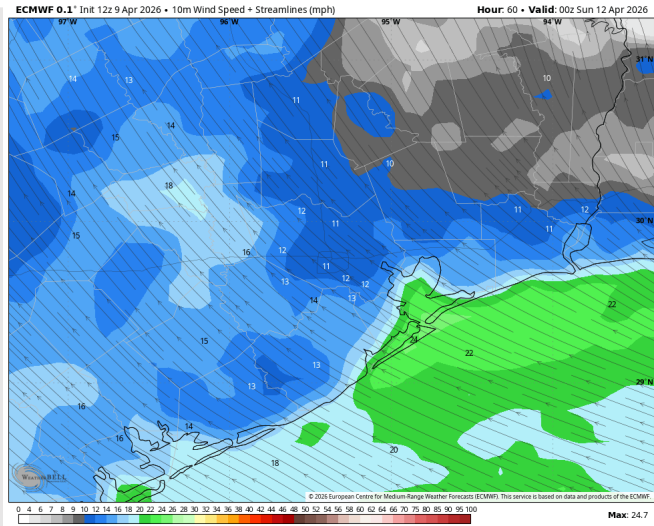 ECMWF 0.1° Init 12z 9 Apr 2026 • 10m Wind Speed + Streamlines (mph)
Hour: 60 • Valid: 00z Sun 12 Apr 2026
97°W 96°W 95°W 94°W
31°N
14 13 10
11
15 14
11 10
18
14
12 11 12
11 30°N
15 11
16 12
11
13 12 12
14 13
22
24
15 22
13
29°N
13
16
14
16
20
18
WeatherBELL
© 2026 European Centre for Medium-Range Weather Forecasts (ECMWF). This service is based on data and products of the ECMWF.
0 4 6 8 9 10 12 14 16 18 20 22 24 26 28 30 32 34 36 38 40 42 44 46 48 50 52 54 56 58 60 65 70 75 80 85 90 95 100
Max: 24.7